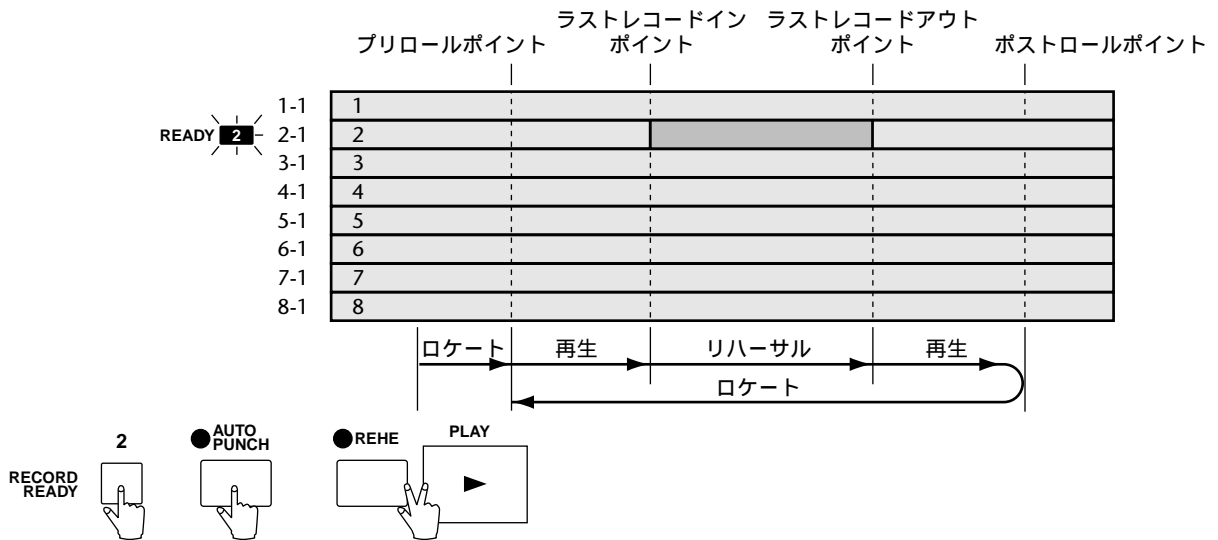 ラストレコードイン ラストレコードアウト
プリロールポイント ポイント ポイント ポストロールポイント
1-1 1
READY 2 2-1 2
3-1 3
4-1 4
5-1 5
6-1 6
7-1 7
8-1 8
ロケート 再生 リハーサル 再生
ロケート
2 AUTO PUNCH REHE PLAY
RECORD READY